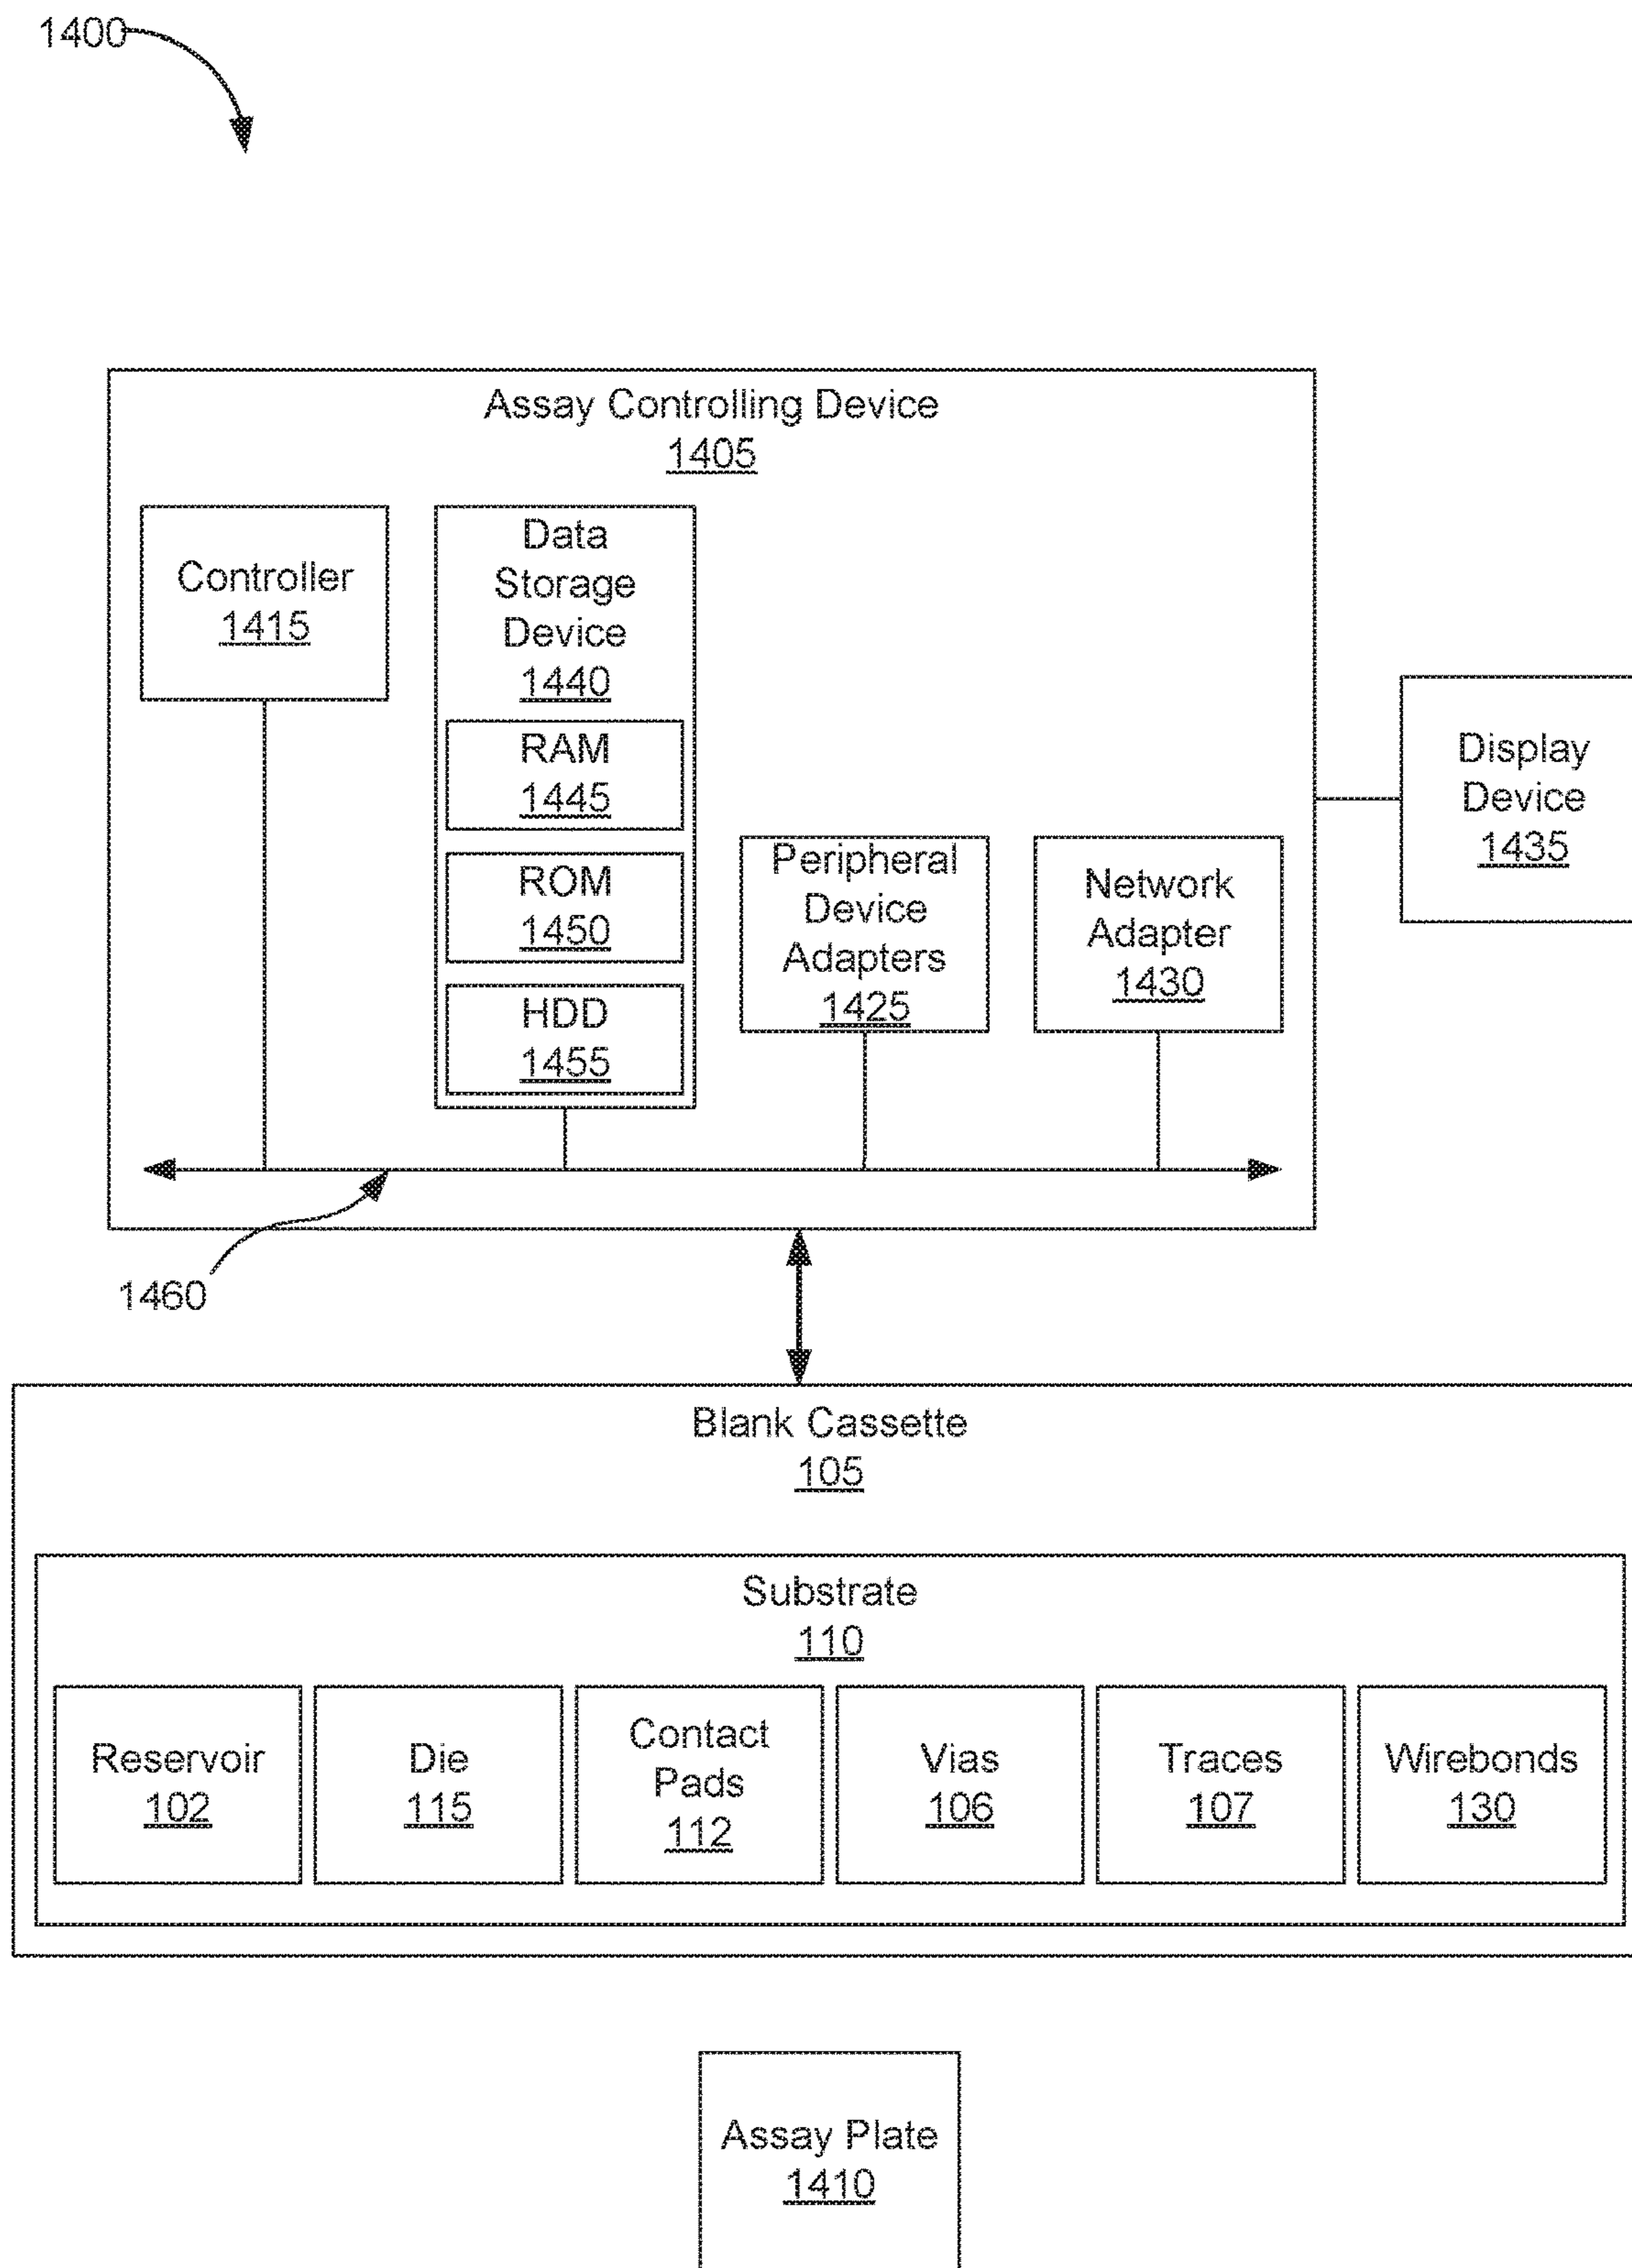 1400
Assay Controlling Device
1405
Controller
1415
Data
Storage
Device
1440
RAM
1445
ROM
1450
HDD
1455
Peripheral
Device
Adapters
1425
Network
Adapter
1430
Display
Device
1435
1460
Blank Cassette
105
Substrate
110
Reservoir
102
Die
115
Contact
Pads
112
Vias
106
Traces
107
Wirebonds
130
Assay Plate
1410